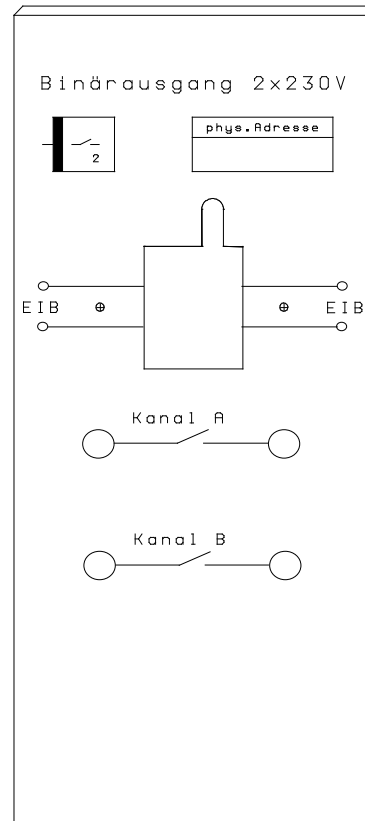 Binärausgang 2x230V
phys.Adresse
2
EIB EIB
Kanal A
Kanal B